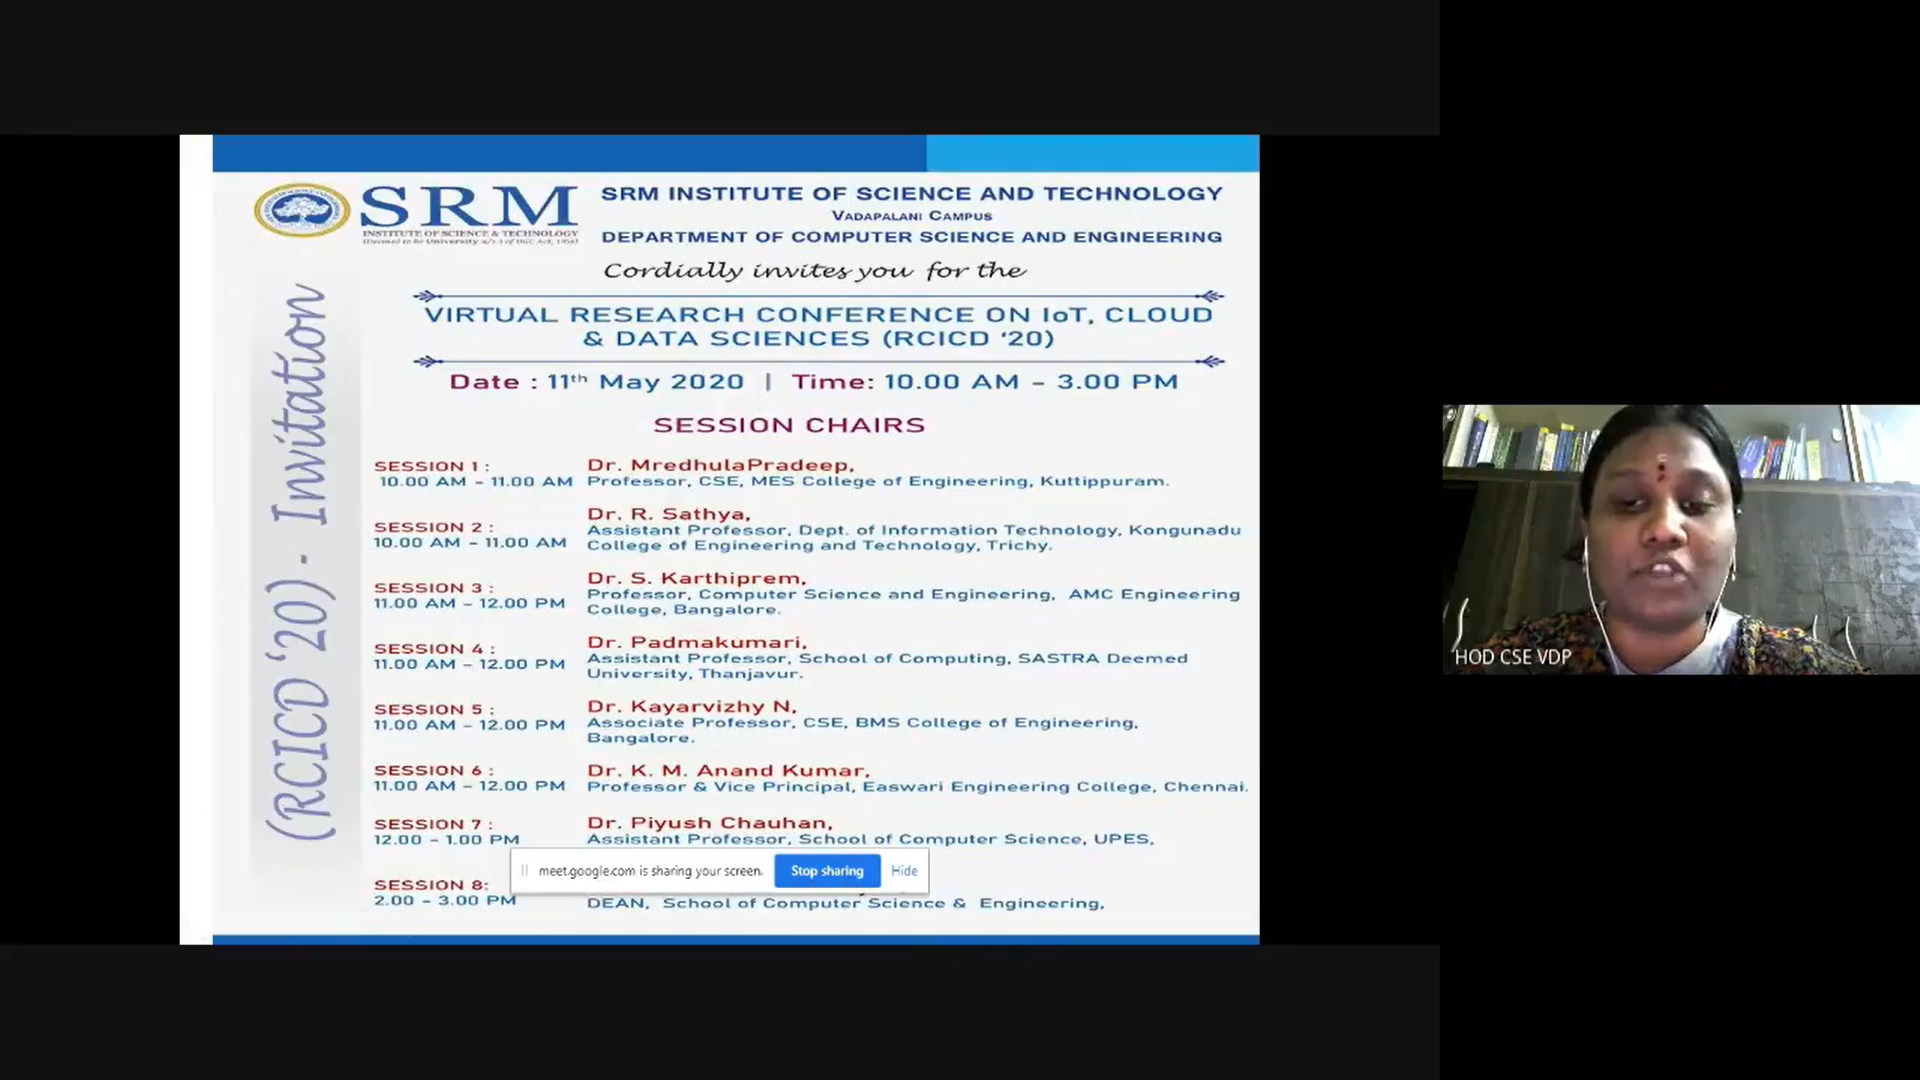 SRM
INSTITUTE OF SCIENCE & TECHNOLOGY
(Deemed to be University u/s 3 of UGC Act, 1956)
SRM INSTITUTE OF SCIENCE AND TECHNOLOGY
VADAPALANI CAMPUS
DEPARTMENT OF COMPUTER SCIENCE AND ENGINEERING
Cordially invites you for the
VIRTUAL RESEARCH CONFERENCE ON IoT, CLOUD
& DATA SCIENCES (RCICD ‘20)
Date : 11th May 2020 | Time: 10.00 AM – 3.00 PM
(RCICD ‘20) - Invitation
SESSION CHAIRS
SESSION 1 :
10.00 AM – 11.00 AM
Dr. MredhulaPradeep,
Professor, CSE, MES College of Engineering, Kuttippuram.
SESSION 2 :
10.00 AM – 11.00 AM
Dr. R. Sathya,
Assistant Professor, Dept. of Information Technology, Kongunadu
College of Engineering and Technology, Trichy.
SESSION 3 :
11.00 AM – 12.00 PM
Dr. S. Karthiprem,
Professor, Computer Science and Engineering, AMC Engineering
College, Bangalore.
SESSION 4 :
11.00 AM – 12.00 PM
Dr. Padmakumari,
Assistant Professor, School of Computing, SASTRA Deemed
University, Thanjavur.
SESSION 5 :
11.00 AM – 12.00 PM
Dr. Kayarvizhy N,
Associate Professor, CSE, BMS College of Engineering,
Bangalore.
SESSION 6 :
11.00 AM – 12.00 PM
Dr. K. M. Anand Kumar,
Professor & Vice Principal, Easwari Engineering College, Chennai.
SESSION 7 :
12.00 – 1.00 PM
Dr. Piyush Chauhan,
Assistant Professor, School of Computer Science, UPES,
meet.google.com is sharing your screen.
Stop sharing
Hide
SESSION 8:
2.00 – 3.00 PM
DEAN, School of Computer Science & Engineering,
HOD CSE VDP